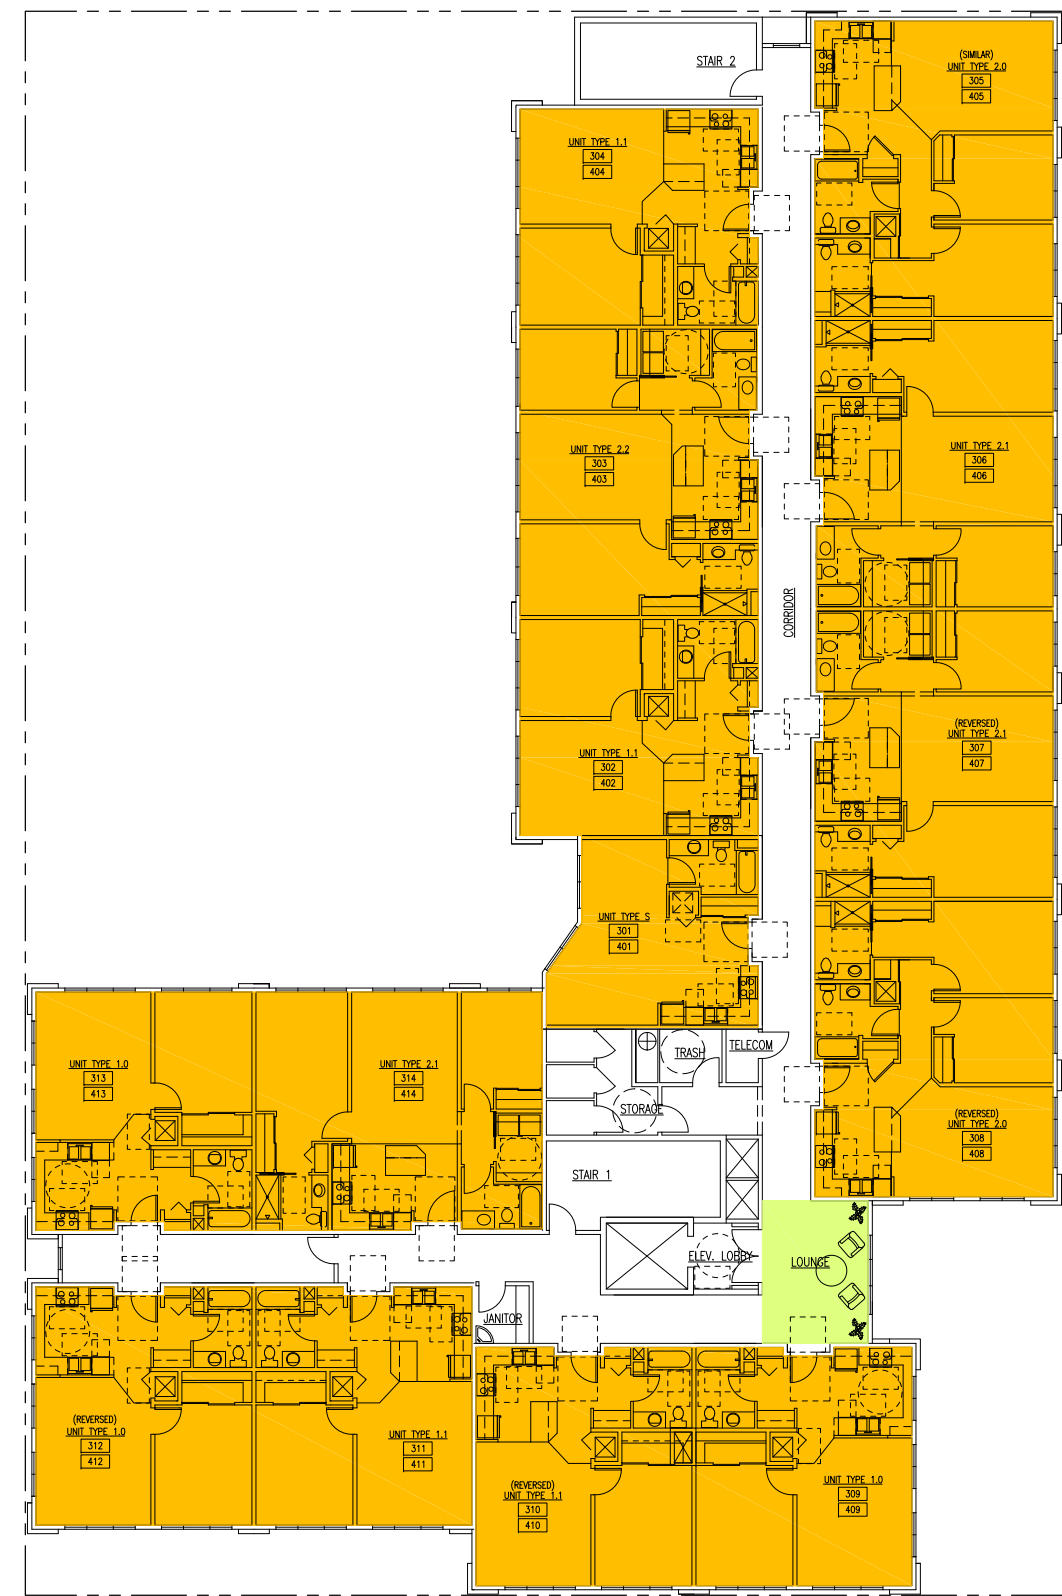 STAIR 2
(SIMILAR)
UNIT TYPE 2.0
305
405
UNIT TYPE 1.1
304
404
UNIT TYPE 2.2
303
403
UNIT TYPE 2.1
306
406
CORRIDOR
(REVERSED)
UNIT TYPE 2.1
307
407
UNIT TYPE 1.1
302
402
UNIT TYPE S
301
401
UNIT TYPE 1.0
313
413
UNIT TYPE 2.1
314
414
TRASH
TELECOM
STORAGE
(REVERSED)
UNIT TYPE 2.0
308
408
STAIR 1
ELEV. LOBBY
LOUNGE
JANITOR
(REVERSED)
UNIT TYPE 1.0
312
412
UNIT TYPE 1.1
311
411
(REVERSED)
UNIT TYPE 1.1
310
410
UNIT TYPE 1.0
309
409